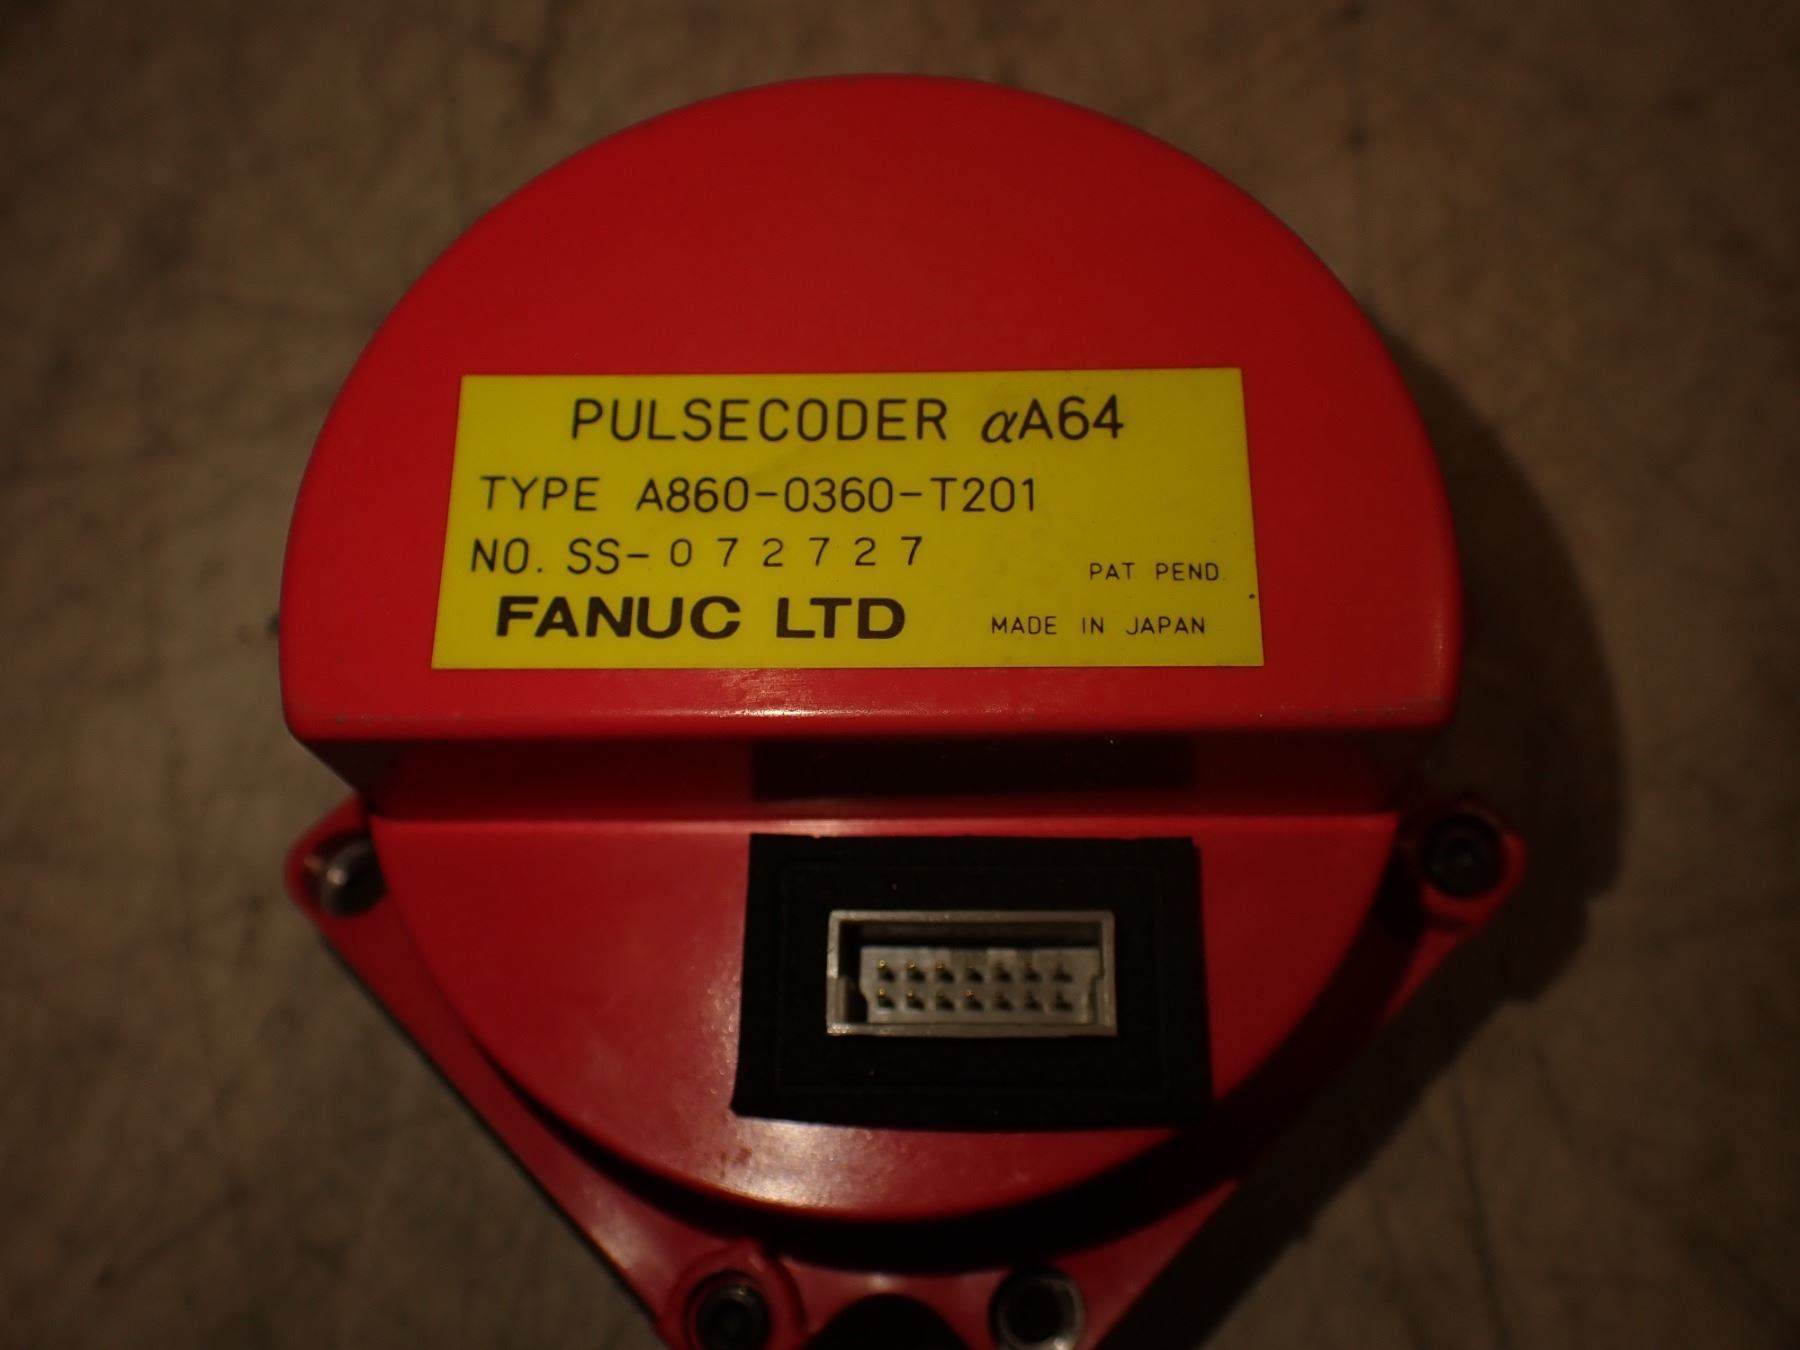 PULSECODER αA64
TYPE A860-0360-T201
NO. SS-072727
PAT PEND.
FANUC LTD MADE IN JAPAN